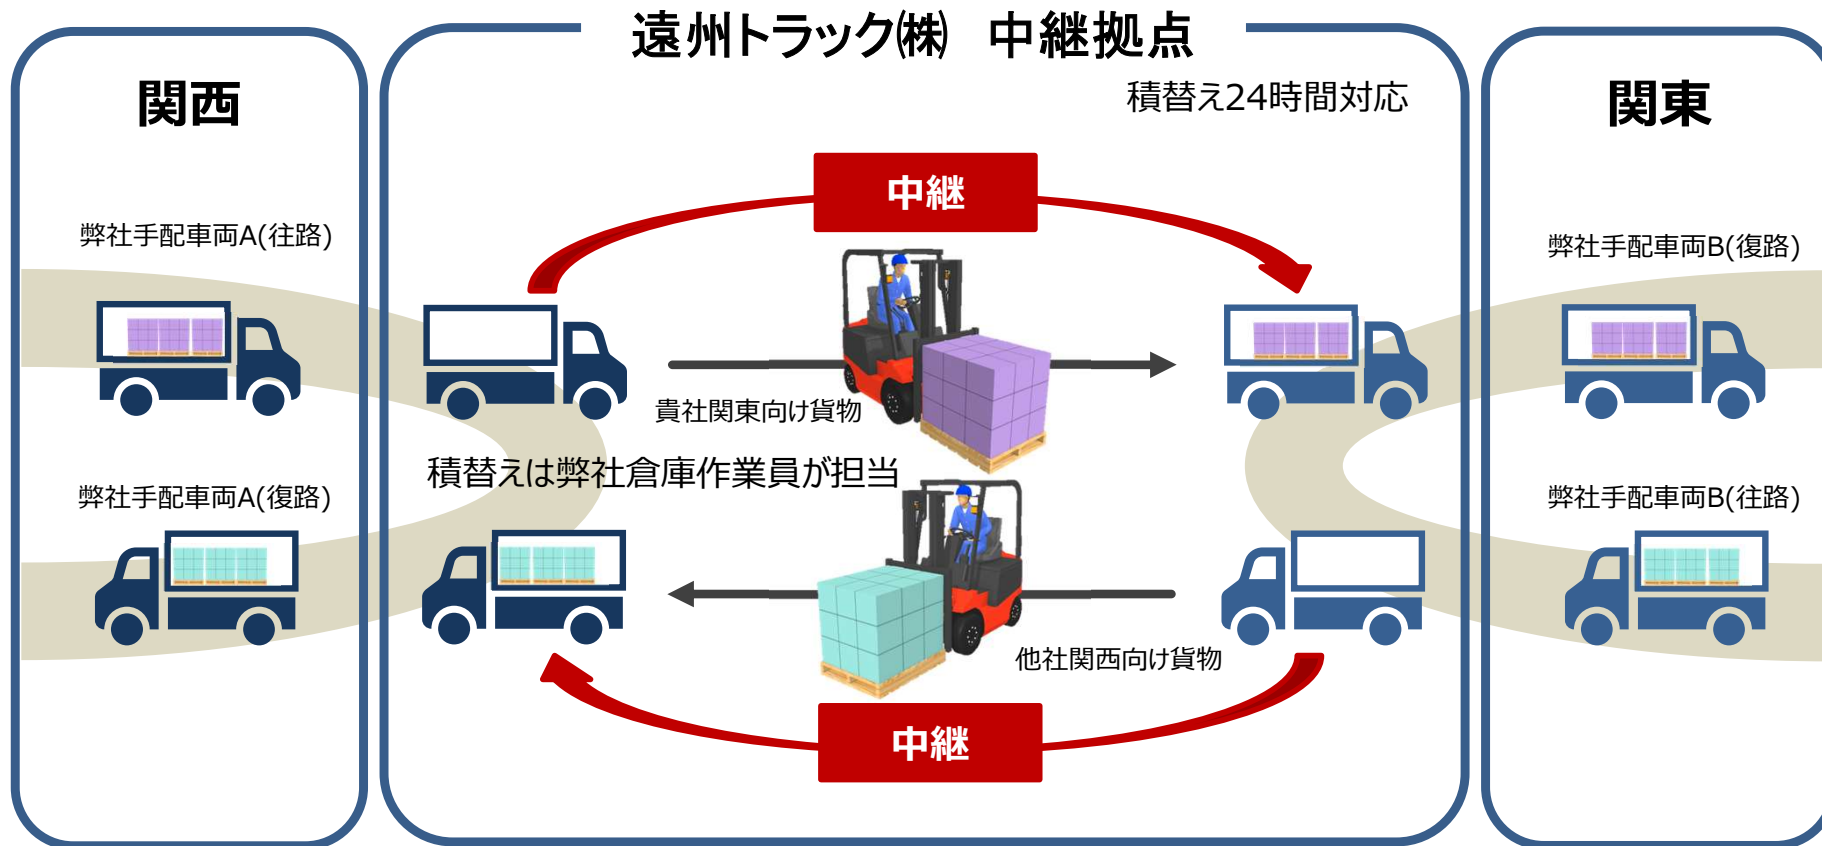 遠州トラック㈱　中継拠点
積替え24時間対応
関西
関東
中継
弊社手配車両A(往路)
弊社手配車両B(復路)
貴社関東向け貨物
積替えは弊社倉庫作業員が担当
弊社手配車両A(復路)
弊社手配車両B(往路)
他社関西向け貨物
中継